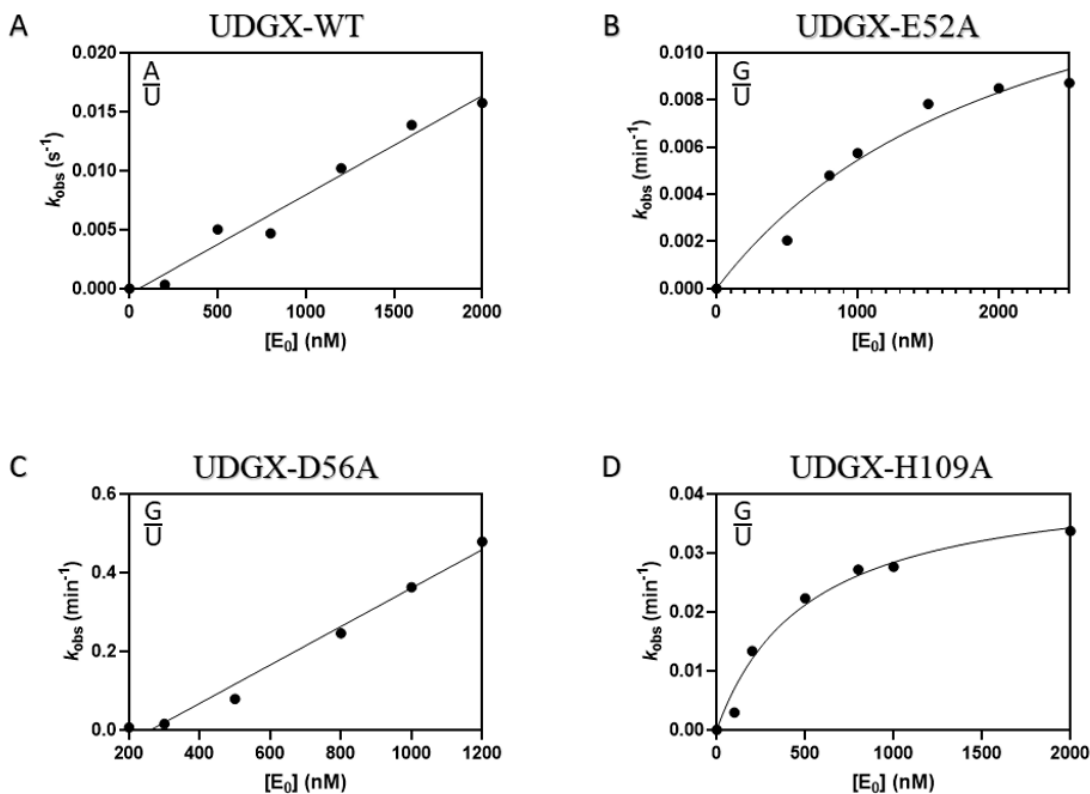 A
UDGX-WT
A
U
kobs (s⁻¹)
0.020
0.015
0.010
0.005
0.000
0 500 1000 1500 2000
[E₀] (nM)
B
UDGX-E52A
G
U
kobs (min⁻¹)
0.010
0.008
0.006
0.004
0.002
0.000
0 1000 2000
[E₀] (nM)
C
UDGX-D56A
G
U
kobs (min⁻¹)
0.6
0.4
0.2
0.0
200 400 600 800 1000 1200
[E₀] (nM)
D
UDGX-H109A
G
U
kobs (min⁻¹)
0.04
0.03
0.02
0.01
0.00
0 500 1000 1500 2000
[E₀] (nM)